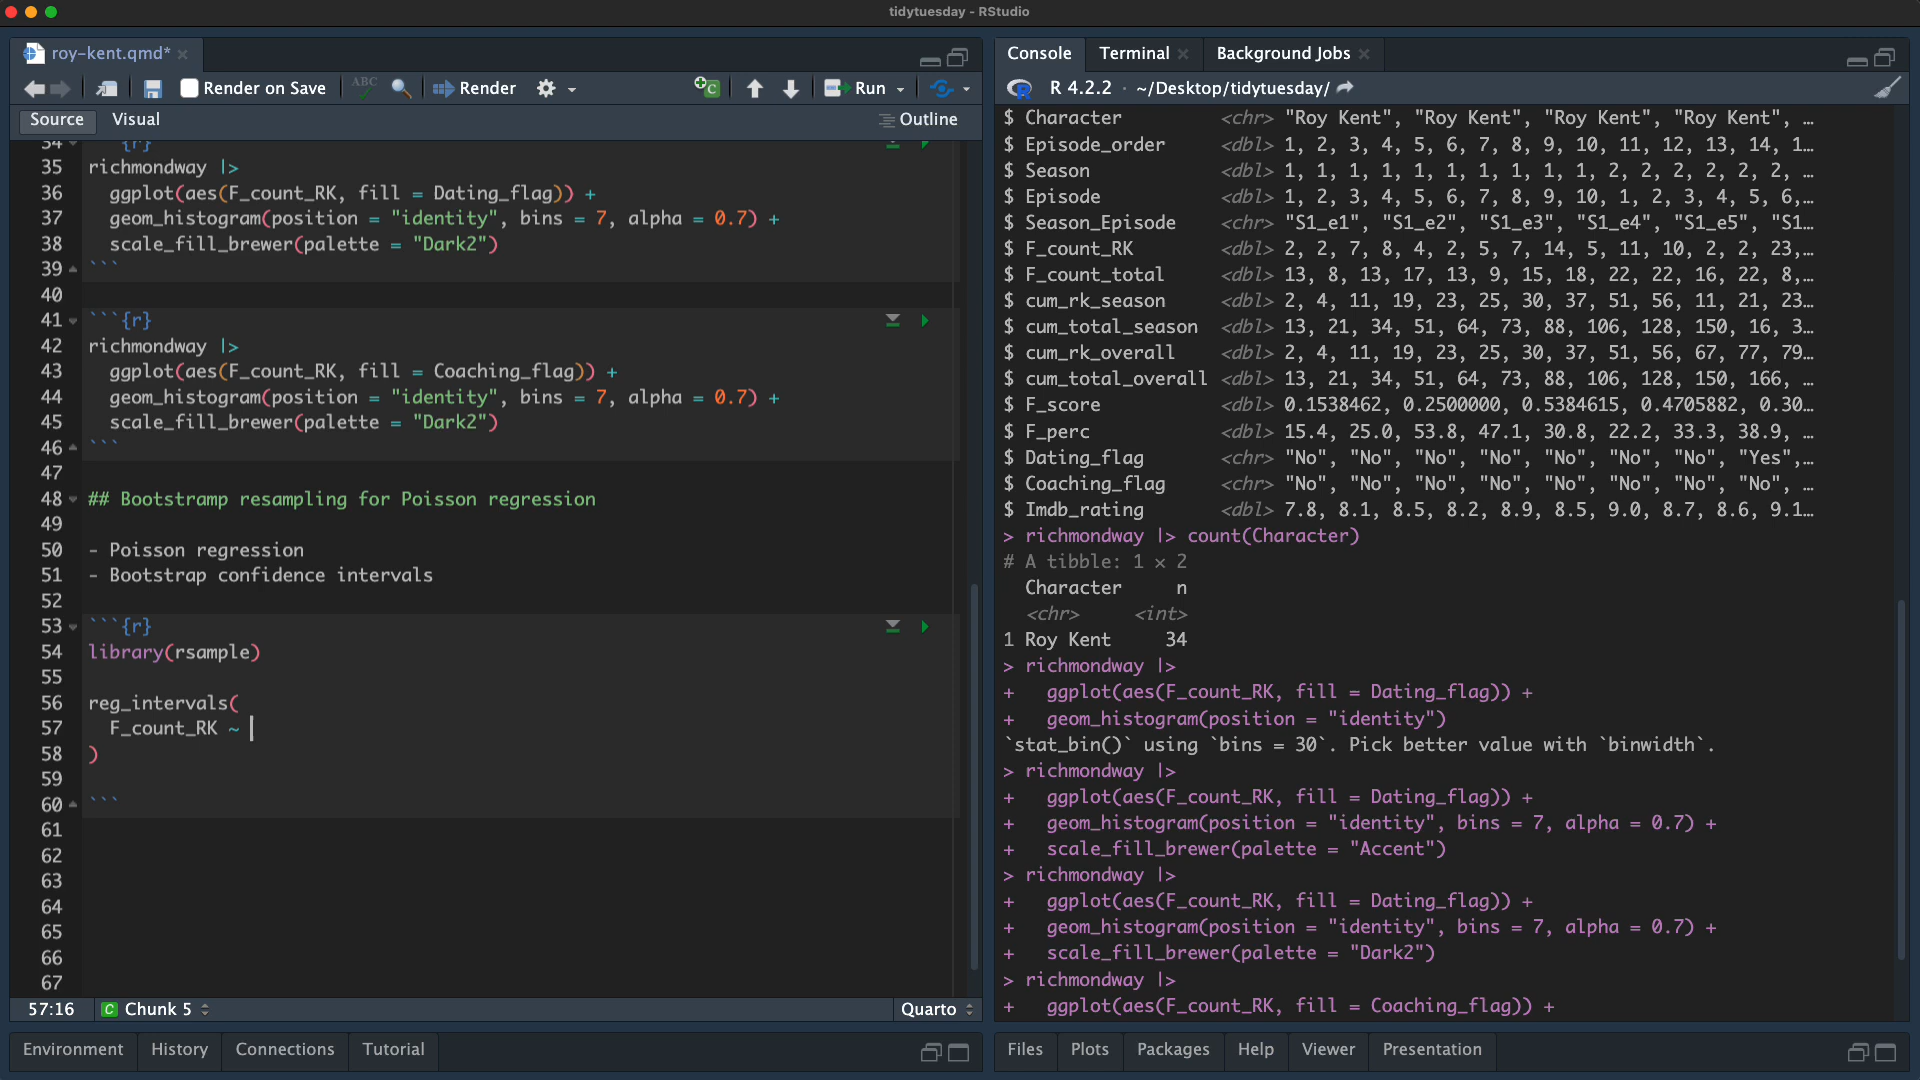 tidytuesday - RStudio
roy-kent.qmd*
Render on Save
ABC
Render
Run
Source
Visual
Outline
34 ```{r}
35 richmondway |>
36 ggplot(aes(F_count_RK, fill = Dating_flag)) +
37 geom_histogram(position = "identity", bins = 7, alpha = 0.7) +
38 scale_fill_brewer(palette = "Dark2")
39 ```
40
41 ```{r}
42 richmondway |>
43 ggplot(aes(F_count_RK, fill = Coaching_flag)) +
44 geom_histogram(position = "identity", bins = 7, alpha = 0.7) +
45 scale_fill_brewer(palette = "Dark2")
46 ```
47
48 ## Bootstramp resampling for Poisson regression
49
50 - Poisson regression
51 - Bootstrap confidence intervals
52
53 ```{r}
54 library(rsample)
55
56 reg_intervals(
57 F_count_RK ~
58 )
59
60 ```
61
62
63
64
65
66
67
57:16
C Chunk 5
Quarto
Environment
History
Connections
Tutorial
Console
Terminal
Background Jobs
R 4.2.2 · ~/Desktop/tidytuesday/
$ Character <chr> "Roy Kent", "Roy Kent", "Roy Kent", "Roy Kent", …
$ Episode_order <dbl> 1, 2, 3, 4, 5, 6, 7, 8, 9, 10, 11, 12, 13, 14, 1…
$ Season <dbl> 1, 1, 1, 1, 1, 1, 1, 1, 1, 1, 2, 2, 2, 2, 2, 2, …
$ Episode <dbl> 1, 2, 3, 4, 5, 6, 7, 8, 9, 10, 1, 2, 3, 4, 5, 6,…
$ Season_Episode <chr> "S1_e1", "S1_e2", "S1_e3", "S1_e4", "S1_e5", "S1…
$ F_count_RK <dbl> 2, 2, 7, 8, 4, 2, 5, 7, 14, 5, 11, 10, 2, 2, 23,…
$ F_count_total <dbl> 13, 8, 13, 17, 13, 9, 15, 18, 22, 22, 16, 22, 8,…
$ cum_rk_season <dbl> 2, 4, 11, 19, 23, 25, 30, 37, 51, 56, 11, 21, 23…
$ cum_total_season <dbl> 13, 21, 34, 51, 64, 73, 88, 106, 128, 150, 16, 3…
$ cum_rk_overall <dbl> 2, 4, 11, 19, 23, 25, 30, 37, 51, 56, 67, 77, 79…
$ cum_total_overall <dbl> 13, 21, 34, 51, 64, 73, 88, 106, 128, 150, 166, …
$ F_score <dbl> 0.1538462, 0.2500000, 0.5384615, 0.4705882, 0.30…
$ F_perc <dbl> 15.4, 25.0, 53.8, 47.1, 30.8, 22.2, 33.3, 38.9, …
$ Dating_flag <chr> "No", "No", "No", "No", "No", "No", "No", "Yes",…
$ Coaching_flag <chr> "No", "No", "No", "No", "No", "No", "No", "No", …
$ Imdb_rating <dbl> 7.8, 8.1, 8.5, 8.2, 8.9, 8.5, 9.0, 8.7, 8.6, 9.1…
> richmondway |> count(Character)
# A tibble: 1 × 2
Character n
<chr> <int>
1 Roy Kent 34
> richmondway |>
+ ggplot(aes(F_count_RK, fill = Dating_flag)) +
+ geom_histogram(position = "identity")
`stat_bin()` using `bins = 30`. Pick better value with `binwidth`.
> richmondway |>
+ ggplot(aes(F_count_RK, fill = Dating_flag)) +
+ geom_histogram(position = "identity", bins = 7, alpha = 0.7) +
+ scale_fill_brewer(palette = "Accent")
> richmondway |>
+ ggplot(aes(F_count_RK, fill = Dating_flag)) +
+ geom_histogram(position = "identity", bins = 7, alpha = 0.7) +
+ scale_fill_brewer(palette = "Dark2")
> richmondway |>
+ ggplot(aes(F_count_RK, fill = Coaching_flag)) +
Files
Plots
Packages
Help
Viewer
Presentation